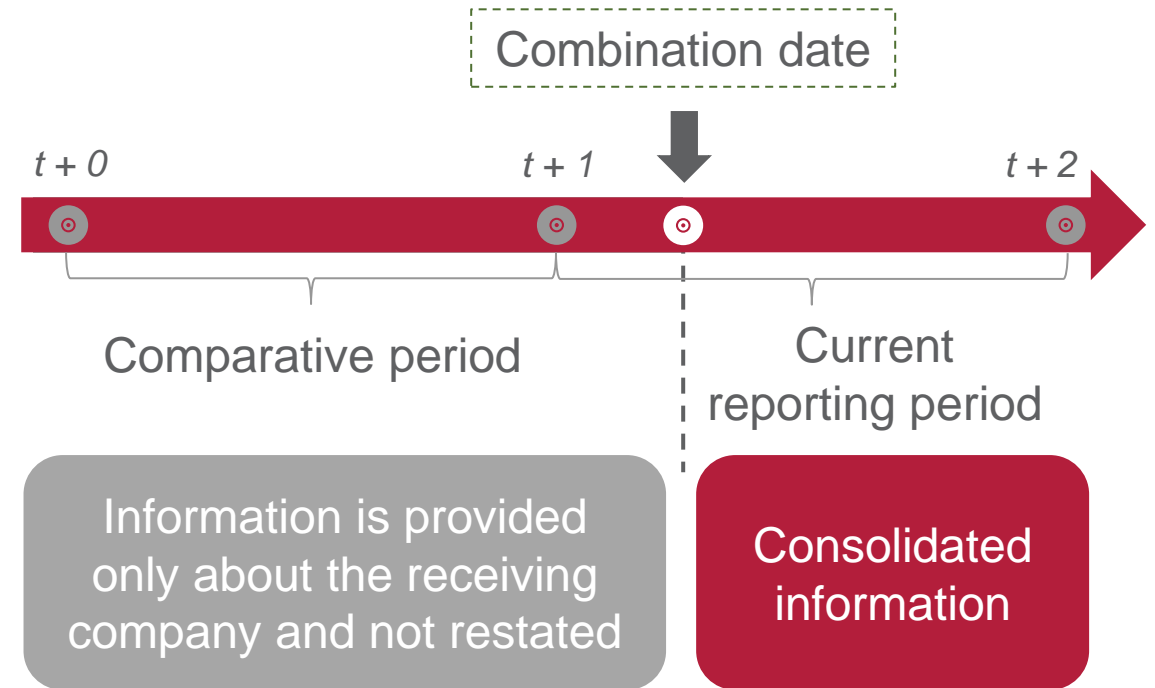 Combination date
t + 0
t + 1
t + 2
Comparative period
Current
reporting period
Information is provided
only about the receiving
company and not restated
Consolidated
information